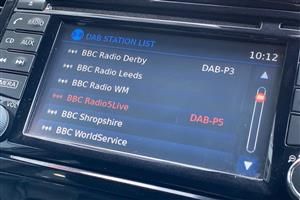 DAB STATION LIST
10:12
BBC Radio Derby
DAB-P3
BBC Radio Leeds
BBC Radio WM
BBC Radio5Live
DAB-P5
BBC Shropshire
BBC WorldService
CD
AUX
CAMERA